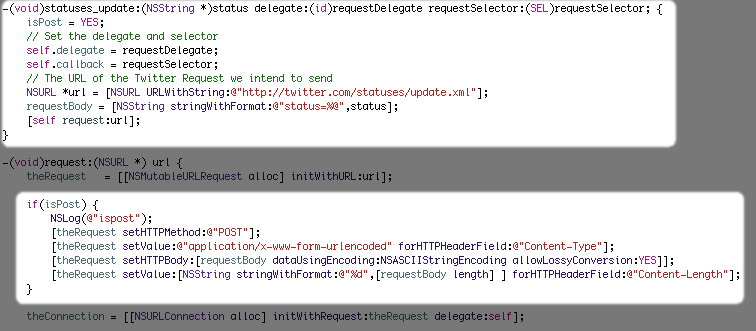 -(void)statuses_update:(NSString *)status delegate:(id)requestDelegate requestSelector:(SEL)requestSelector; {
isPost = YES;
// Set the delegate and selector
self.delegate = requestDelegate;
self.callback = requestSelector;
// The URL of the Twitter Request we intend to send
NSURL *url = [NSURL URLWithString:@"http://twitter.com/statuses/update.xml"];
requestBody = [NSString stringWithFormat:@"status=%@",status];
[self request:url];
}
-(void)request:(NSURL *) url {
theRequest = [[NSMutableURLRequest alloc] initWithURL:url];
if(isPost) {
NSLog(@"ispost");
[theRequest setHTTPMethod:@"POST"];
[theRequest setValue:@"application/x-www-form-urlencoded" forHTTPHeaderField:@"Content-Type"];
[theRequest setHTTPBody:[requestBody dataUsingEncoding:NSASCIIStringEncoding allowLossyConversion:YES]];
[theRequest setValue:[NSString stringWithFormat:@"%d",[requestBody length] ] forHTTPHeaderField:@"Content-Length"];
}
theConnection = [[NSURLConnection alloc] initWithRequest:theRequest delegate:self];